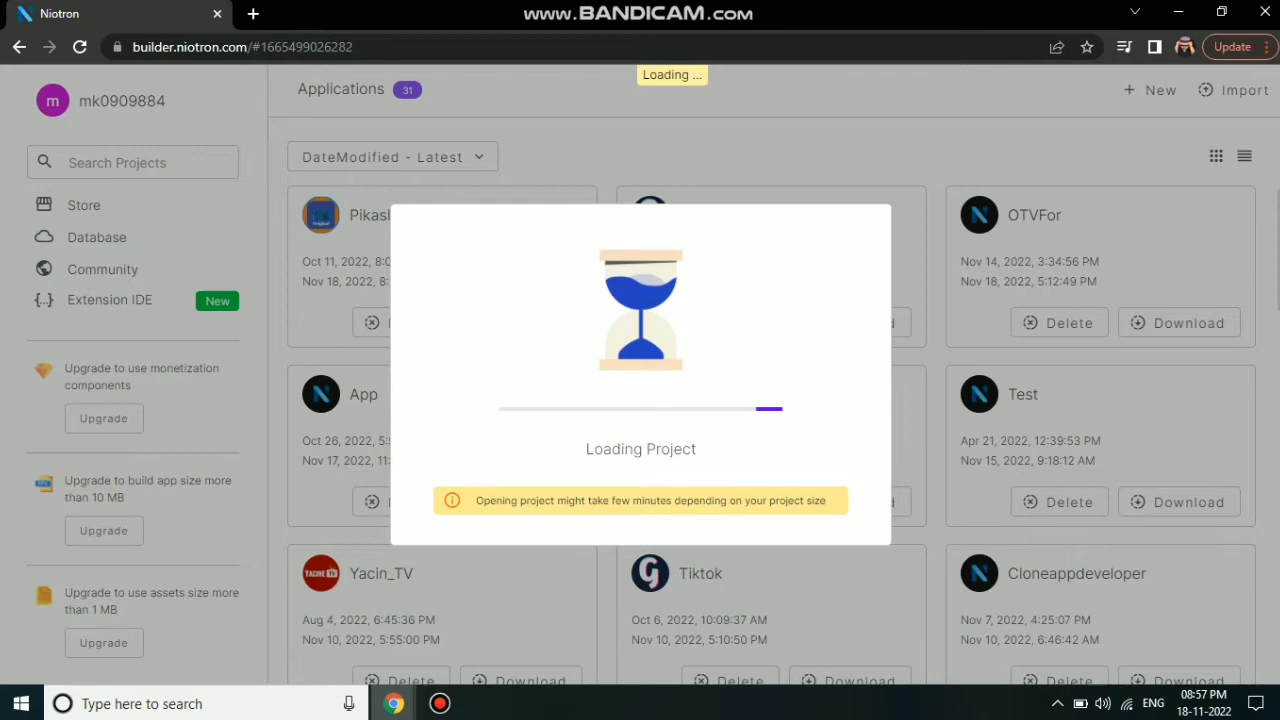 Niotron
www.BANDICAM.com
builder.niotron.com/#1665499026282
Update
Loading ...
m
mk0909884
Applications 31
New
Import
Search Projects
DateModified - Latest
Store
Database
Community
Extension IDE
New
Upgrade to use monetization
components
Upgrade
Upgrade to build app size more
than 10 MB
Upgrade
Upgrade to use assets size more
than 1 MB
Upgrade
OTVFor
Oct 11, 2022, 8:
Nov 18, 2022, 8:
Nov 14, 2022, 3:34:56 PM
Nov 18, 2022, 5:12:49 PM
Delete
Download
Loading Project
Opening project might take few minutes depending on your project size
App
Oct 26, 2022, 5:
Nov 17, 2022, 11:
Test
Apr 21, 2022, 12:39:53 PM
Nov 15, 2022, 9:18:12 AM
Delete
Download
Yacin_TV
Aug 4, 2022, 6:45:36 PM
Nov 10, 2022, 5:55:00 PM
Delete
Download
Tiktok
Oct 6, 2022, 10:09:37 AM
Nov 10, 2022, 5:10:50 PM
Delete
Download
Cloneappdeveloper
Nov 7, 2022, 4:25:07 PM
Nov 10, 2022, 6:46:42 AM
Delete
Download
Type here to search
ENG
08:57 PM
18-11-2022